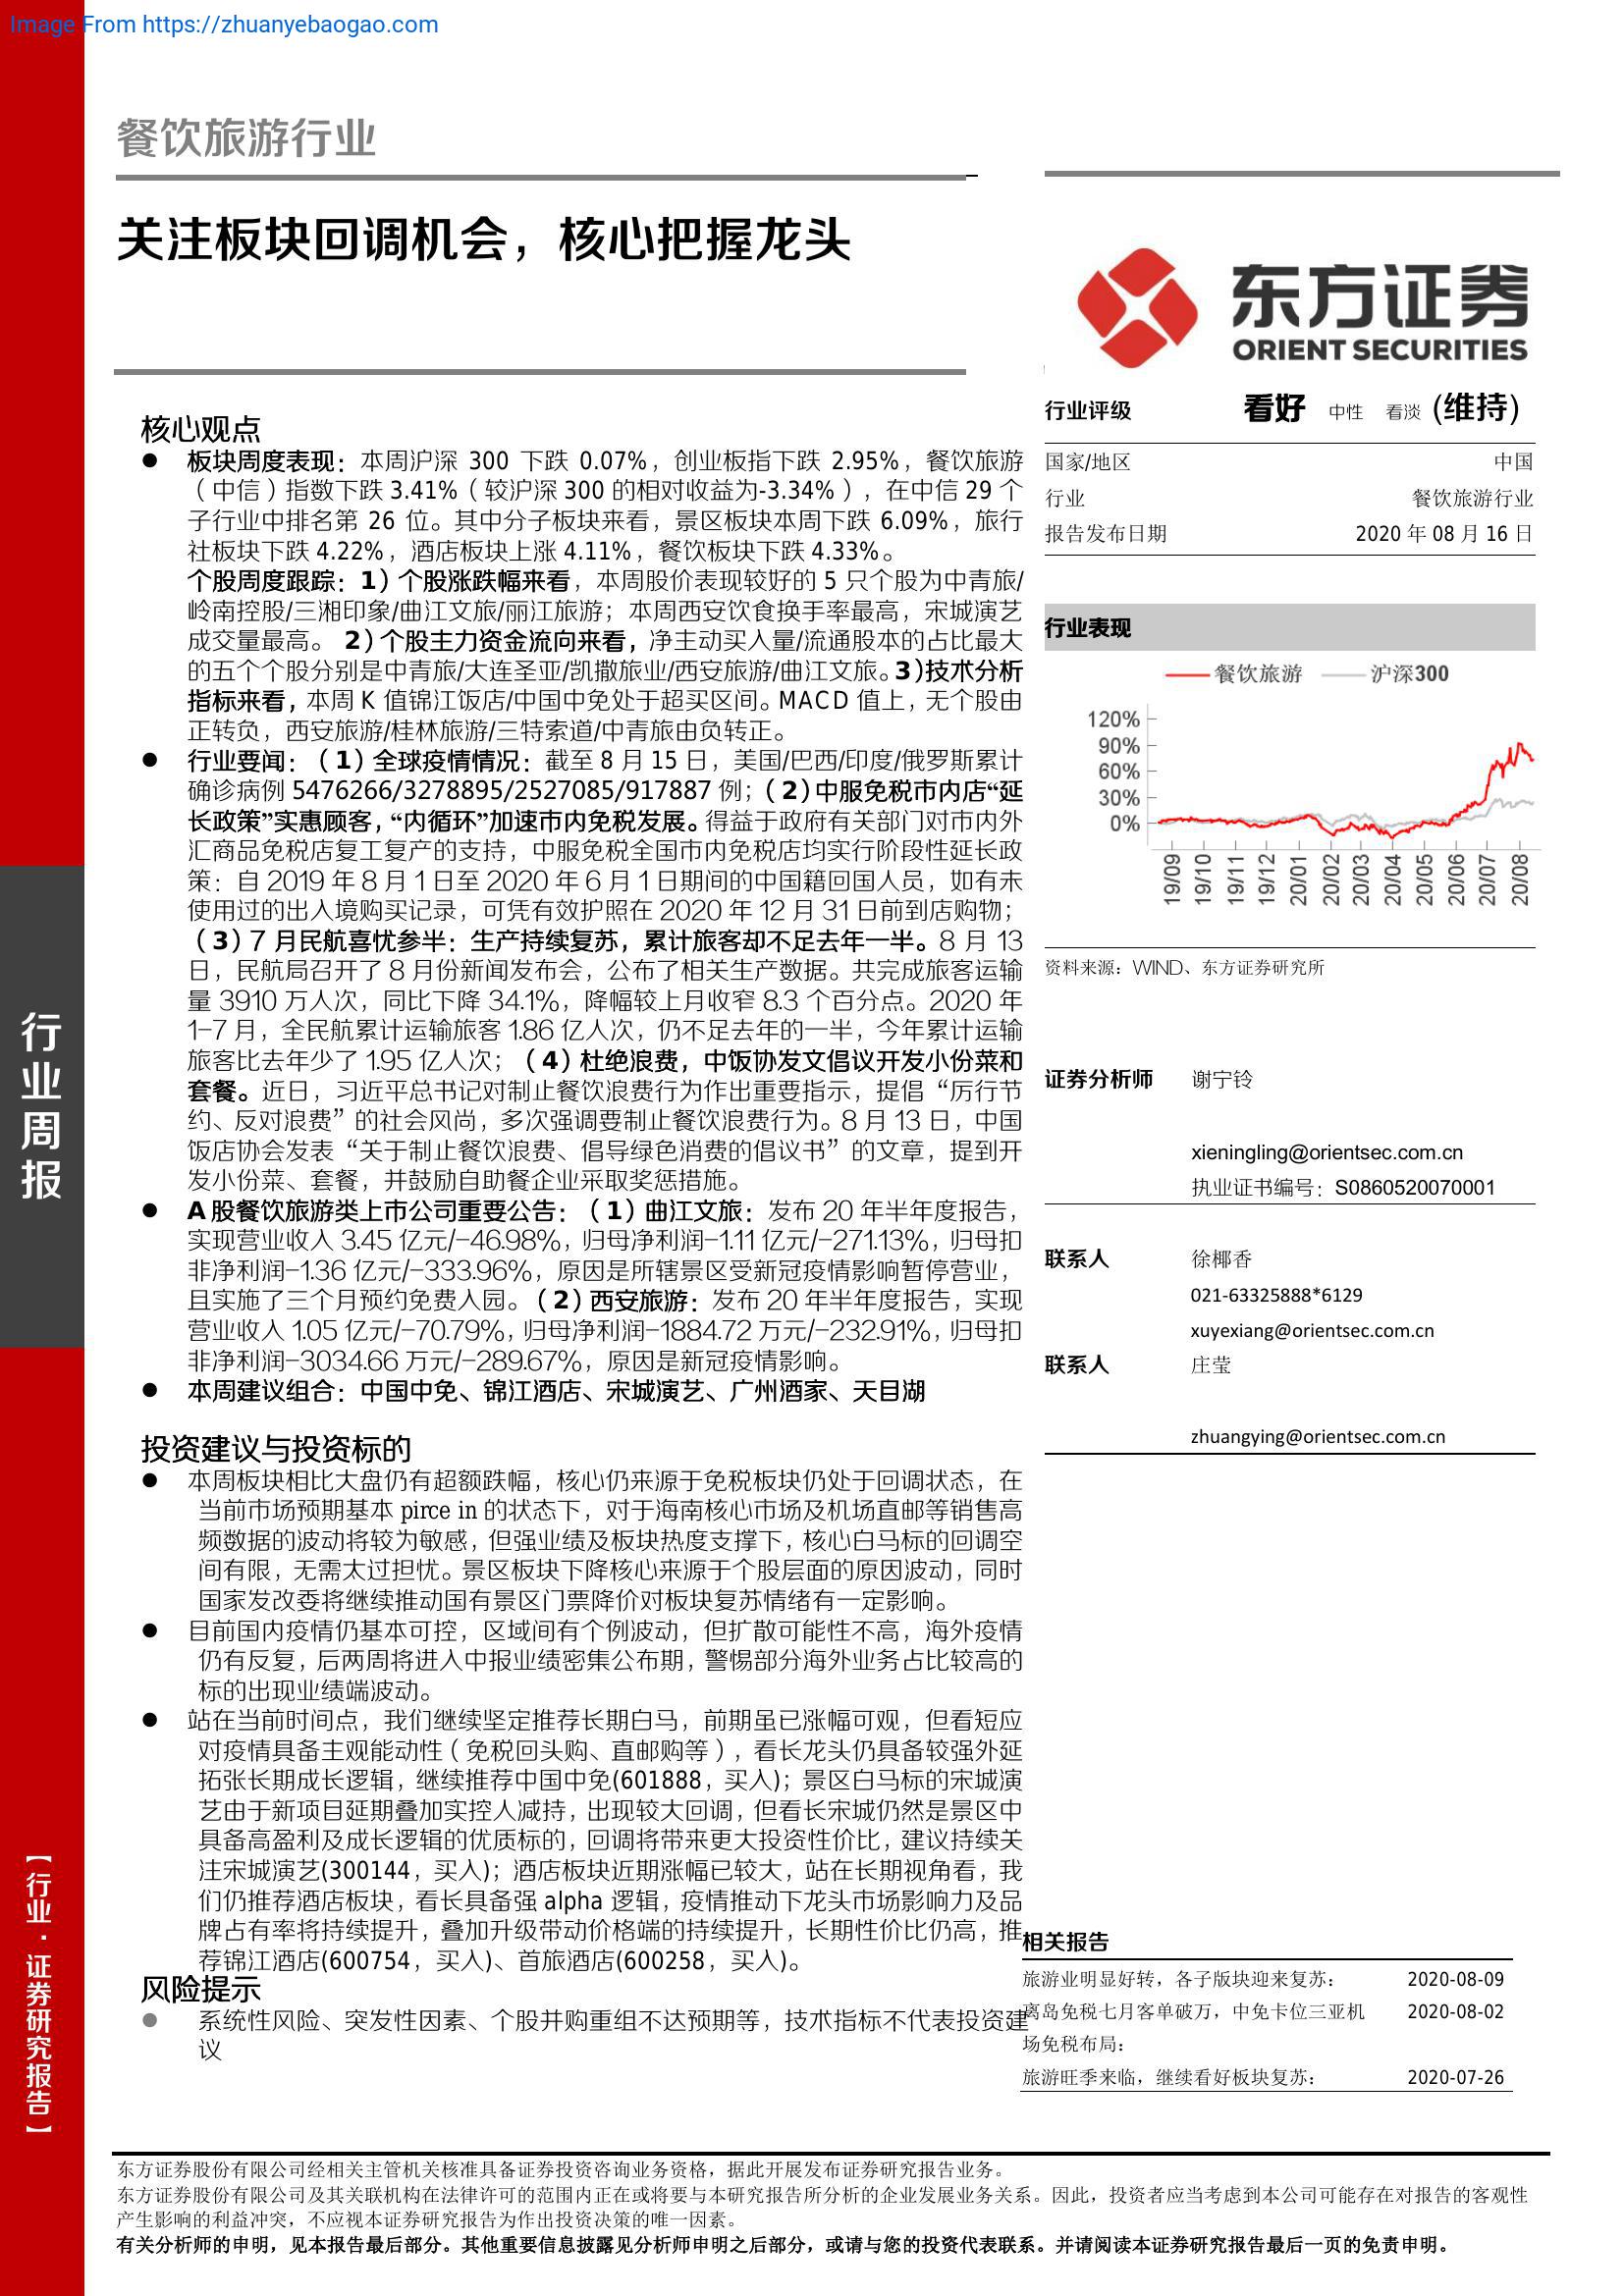 Image From https://zhuanyebaogao.com
餐饮旅游行业
关注板块回调机会，核心把握龙头
核心观点
● 板块周度表现：本周沪深 300 下跌 0.07%，创业板指下跌 2.95%，餐饮旅游
（中信）指数下跌 3.41%（较沪深 300 的相对收益为-3.34%），在中信 29 个
子行业中排名第 26 位。其中分子板块来看，景区板块本周下跌 6.09%，旅行
社板块下跌 4.22%，酒店板块上涨 4.11%，餐饮板块下跌 4.33%。
个股周度跟踪：1）个股涨跌幅来看，本周股价表现较好的 5 只个股为中青旅/
岭南控股/三湘印象/曲江文旅/丽江旅游；本周西安饮食换手率最高，宋城演艺
成交量最高。 2）个股主力资金流向来看，净主动买入量/流通股本的占比最大
的五个个股分别是中青旅/大连圣亚/凯撒旅业/西安旅游/曲江文旅。3）技术分析
指标来看，本周 K 值锦江饭店/中国中免处于超买区间。MACD 值上，无个股由
正转负，西安旅游/桂林旅游/三特索道/中青旅由负转正。
● 行业要闻：（1）全球疫情情况：截至 8 月 15 日，美国/巴西/印度/俄罗斯累计
确诊病例 5476266/3278895/2527085/917887 例；（2）中服免税市内店“延
长政策”实惠顾客，“内循环”加速市内免税发展。得益于政府有关部门对市内外
汇商品免税店复工复产的支持，中服免税全国市内免税店均实行阶段性延长政
策：自 2019 年 8 月 1 日至 2020 年 6 月 1 日期间的中国籍回国人员，如有未
使用过的出入境购买记录，可凭有效护照在 2020 年 12 月 31 日前到店购物；
（3）7 月民航喜忧参半：生产持续复苏，累计旅客却不足去年一半。8 月 13
日，民航局召开了 8 月份新闻发布会，公布了相关生产数据。共完成旅客运输
量 3910 万人次，同比下降 34.1%，降幅较上月收窄 8.3 个百分点。2020 年
1-7 月，全民航累计运输旅客 1.86 亿人次，仍不足去年的一半，今年累计运输
旅客比去年少了 1.95 亿人次；（4）杜绝浪费，中饭协发文倡议开发小份菜和
套餐。近日，习近平总书记对制止餐饮浪费行为作出重要指示，提倡“厉行节
约、反对浪费”的社会风尚，多次强调要制止餐饮浪费行为。8 月 13 日，中国
饭店协会发表“关于制止餐饮浪费、倡导绿色消费的倡议书”的文章，提到开
发小份菜、套餐，并鼓励自助餐企业采取奖惩措施。
● A 股餐饮旅游类上市公司重要公告：（1）曲江文旅：发布 20 年半年度报告，
实现营业收入 3.45 亿元/-46.98%，归母净利润-1.11 亿元/-271.13%，归母扣
非净利润-1.36 亿元/-333.96%，原因是所辖景区受新冠疫情影响暂停营业，
且实施了三个月预约免费入园。（2）西安旅游：发布 20 年半年度报告，实现
营业收入 1.05 亿元/-70.79%，归母净利润-1884.72 万元/-232.91%，归母扣
非净利润-3034.66 万元/-289.67%，原因是新冠疫情影响。
● 本周建议组合：中国中免、锦江酒店、宋城演艺、广州酒家、天目湖
投资建议与投资标的
● 本周板块相比大盘仍有超额跌幅，核心仍来源于免税板块仍处于回调状态，在
当前市场预期基本 pirce in 的状态下，对于海南核心市场及机场直邮等销售高
频数据的波动将较为敏感，但强业绩及板块热度支撑下，核心白马标的回调空
间有限，无需太过担忧。景区板块下降核心来源于个股层面的原因波动，同时
国家发改委将继续推动国有景区门票降价对板块复苏情绪有一定影响。
● 目前国内疫情仍基本可控，区域间有个例波动，但扩散可能性不高，海外疫情
仍有反复，后两周将进入中报业绩密集公布期，警惕部分海外业务占比较高的
标的出现业绩端波动。
● 站在当前时间点，我们继续坚定推荐长期白马，前期虽已涨幅可观，但看短应
对疫情具备主观能动性（免税回头购、直邮购等），看长龙头仍具备较强外延
拓张长期成长逻辑，继续推荐中国中免(601888，买入)；景区白马标的宋城演
艺由于新项目延期叠加实控人减持，出现较大回调，但看长宋城仍然是景区中
具备高盈利及成长逻辑的优质标的，回调将带来更大投资性价比，建议持续关
注宋城演艺(300144，买入)；酒店板块近期涨幅已较大，站在长期视角看，我
们仍推荐酒店板块，看长具备强 alpha 逻辑，疫情推动下龙头市场影响力及品
牌占有率将持续提升，叠加升级带动价格端的持续提升，长期性价比仍高，推
荐锦江酒店(600754，买入)、首旅酒店(600258，买入)。
风险提示
● 系统性风险、突发性因素、个股并购重组不达预期等，技术指标不代表投资建
议
东方证券
ORIENT SECURITIES
行业评级 看好 中性 看淡 (维持)
国家/地区 中国
行业 餐饮旅游行业
报告发布日期 2020 年 08 月 16 日
行业表现
餐饮旅游 沪深300
120%
90%
60%
30%
0%
19/09 19/10 19/11 19/12 20/01 20/02 20/03 20/04 20/05 20/06 20/07 20/08
资料来源：WIND、东方证券研究所
证券分析师 谢宁铃
xieningling@orientsec.com.cn
执业证书编号：S0860520070001
联系人 徐椰香
021-63325888*6129
xuyexiang@orientsec.com.cn
联系人 庄莹
zhuangying@orientsec.com.cn
相关报告
旅游业明显好转，各子版块迎来复苏： 2020-08-09
离岛免税七月客单破万，中免卡位三亚机 2020-08-02
场免税布局：
旅游旺季来临，继续看好板块复苏： 2020-07-26
行业周报
【行业·证券研究报告】
东方证券股份有限公司经相关主管机关核准具备证券投资咨询业务资格，据此开展发布证券研究报告业务。
东方证券股份有限公司及其关联机构在法律许可的范围内正在或将要与本研究报告所分析的企业发展业务关系。因此，投资者应当考虑到本公司可能存在对报告的客观性
产生影响的利益冲突，不应视本证券研究报告为作出投资决策的唯一因素。
有关分析师的申明，见本报告最后部分。其他重要信息披露见分析师申明之后部分，或请与您的投资代表联系。并请阅读本证券研究报告最后一页的免责申明。